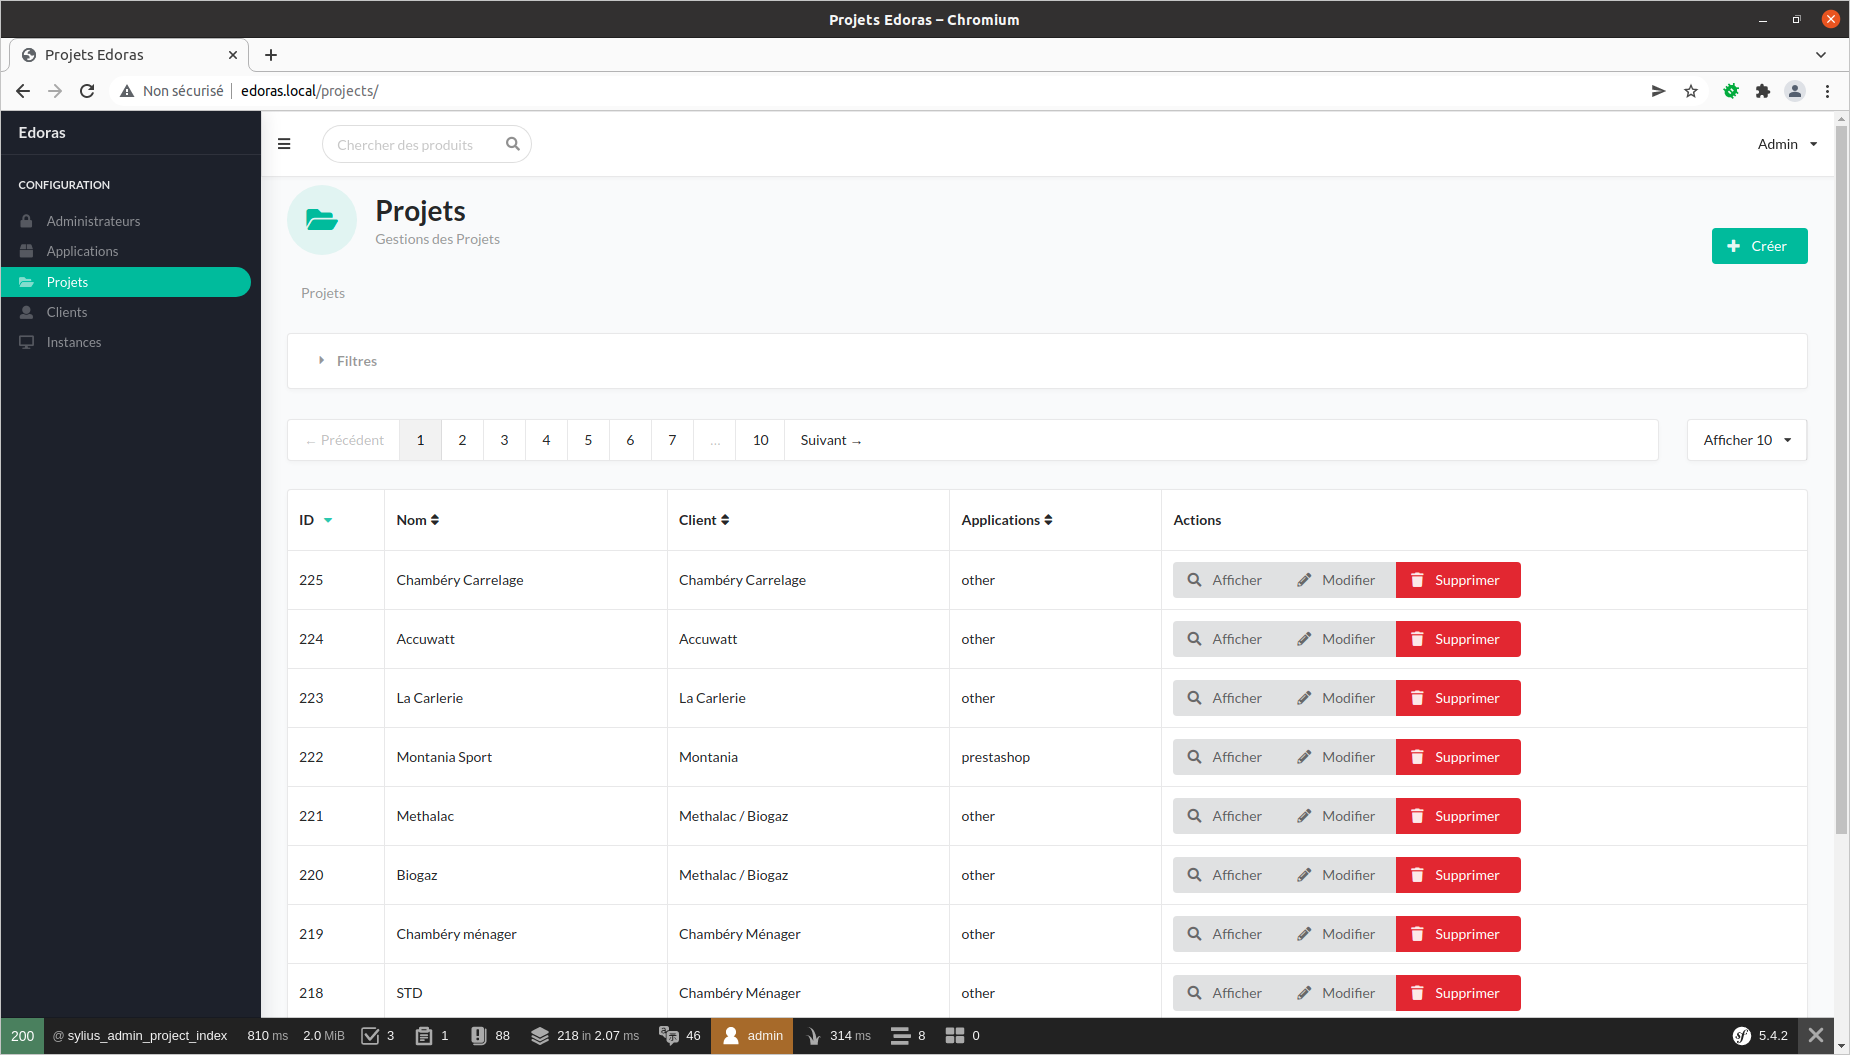 Projets Edoras – Chromium
Projets Edoras
Non sécurisé edoras.local/projects/
Edoras
Chercher des produits
Admin
CONFIGURATION
Administrateurs
Applications
Projets
Clients
Instances
Projets
Gestions des Projets
Créer
Projets
Filtres
← Précédent 1 2 3 4 5 6 7 ... 10 Suivant →
Afficher 10
ID Nom Client Applications Actions
225 Chambéry Carrelage Chambéry Carrelage other Afficher Modifier Supprimer
224 Accuwatt Accuwatt other Afficher Modifier Supprimer
223 La Carlerie La Carlerie other Afficher Modifier Supprimer
222 Montania Sport Montania prestashop Afficher Modifier Supprimer
221 Methalac Methalac / Biogaz other Afficher Modifier Supprimer
220 Biogaz Methalac / Biogaz other Afficher Modifier Supprimer
219 Chambéry ménager Chambéry Ménager other Afficher Modifier Supprimer
218 STD Chambéry Ménager other Afficher Modifier Supprimer
200 @ sylius_admin_project_index 810 ms 2.0 MiB 3 1 88 218 in 2.07 ms 46 admin 314 ms 8 0 5.4.2